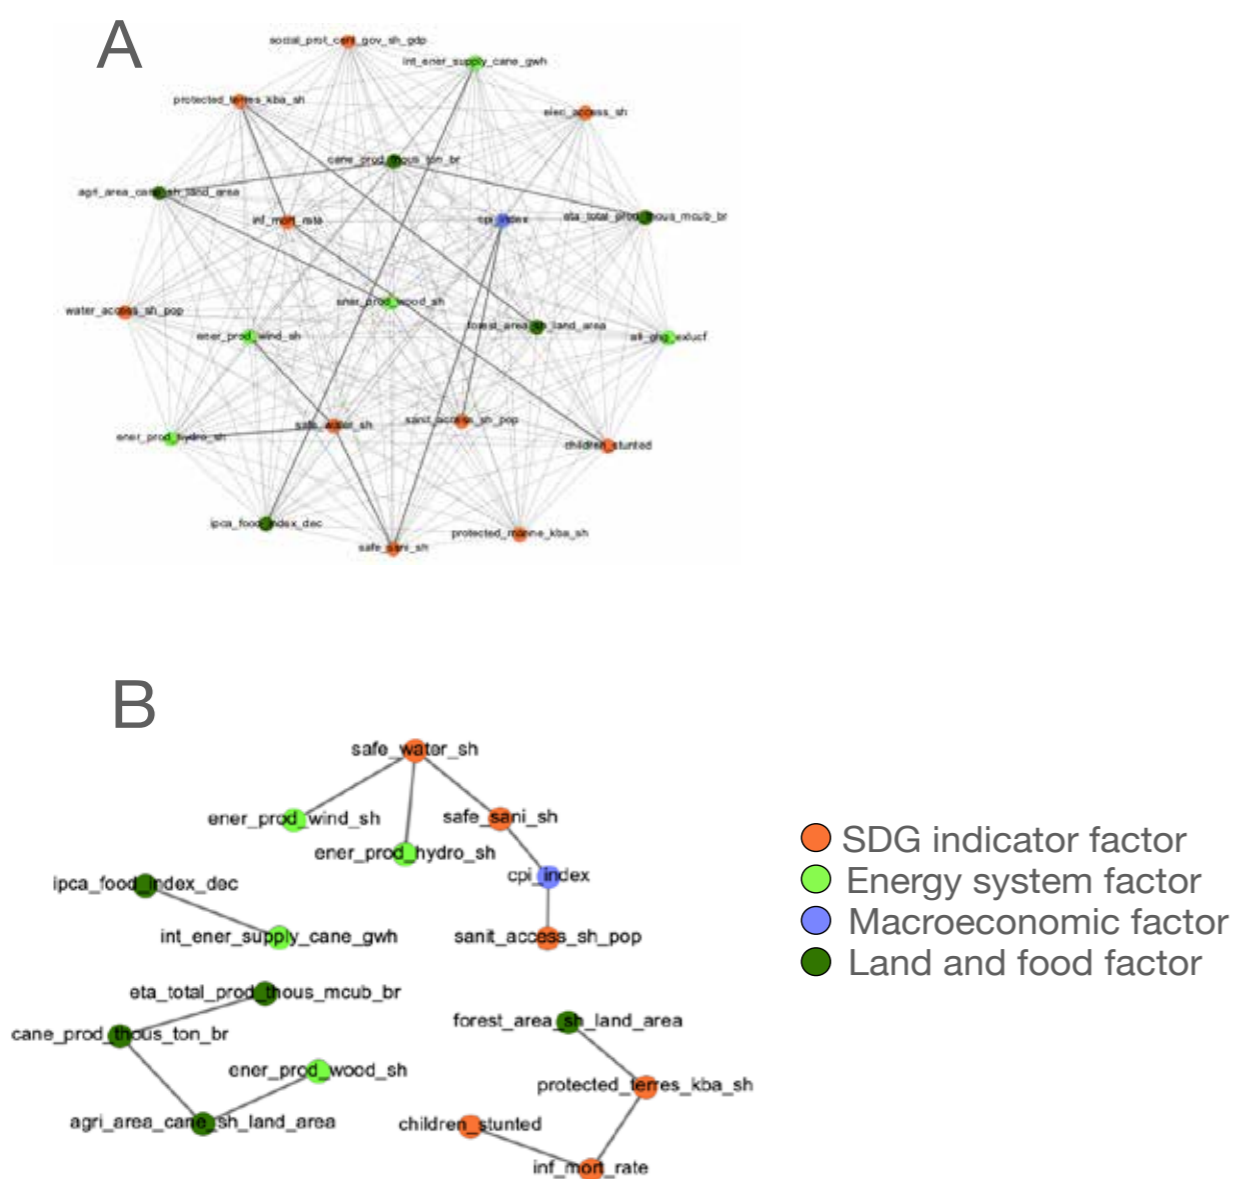 A
social_prot_cent_gov_sh_gdp
int_ener_supply_cane_gwh
protected_terres_kba_sh
elec_access_sh
cane_prod_thous_ton_br
agri_area_cane_sh_land_area
inf_mort_rate
cpi_index
eta_total_prod_thous_mcub_br
ener_prod_wood_sh
water_access_sh_pop
forest_area_sh_land_area
ener_prod_wind_sh
all_ghg_exlucf
safe_water_sh
sanit_access_sh_pop
ener_prod_hydro_sh
children_stunted
ipca_food_index_dec
protected_marine_kba_sh
safe_sani_sh
B
safe_water_sh
ener_prod_wind_sh
safe_sani_sh
ener_prod_hydro_sh
cpi_index
ipca_food_index_dec
int_ener_supply_cane_gwh
sanit_access_sh_pop
eta_total_prod_thous_mcub_br
cane_prod_thous_ton_br
forest_area_sh_land_area
ener_prod_wood_sh
protected_terres_kba_sh
agri_area_cane_sh_land_area
children_stunted
inf_mort_rate
SDG indicator factor
Energy system factor
Macroeconomic factor
Land and food factor